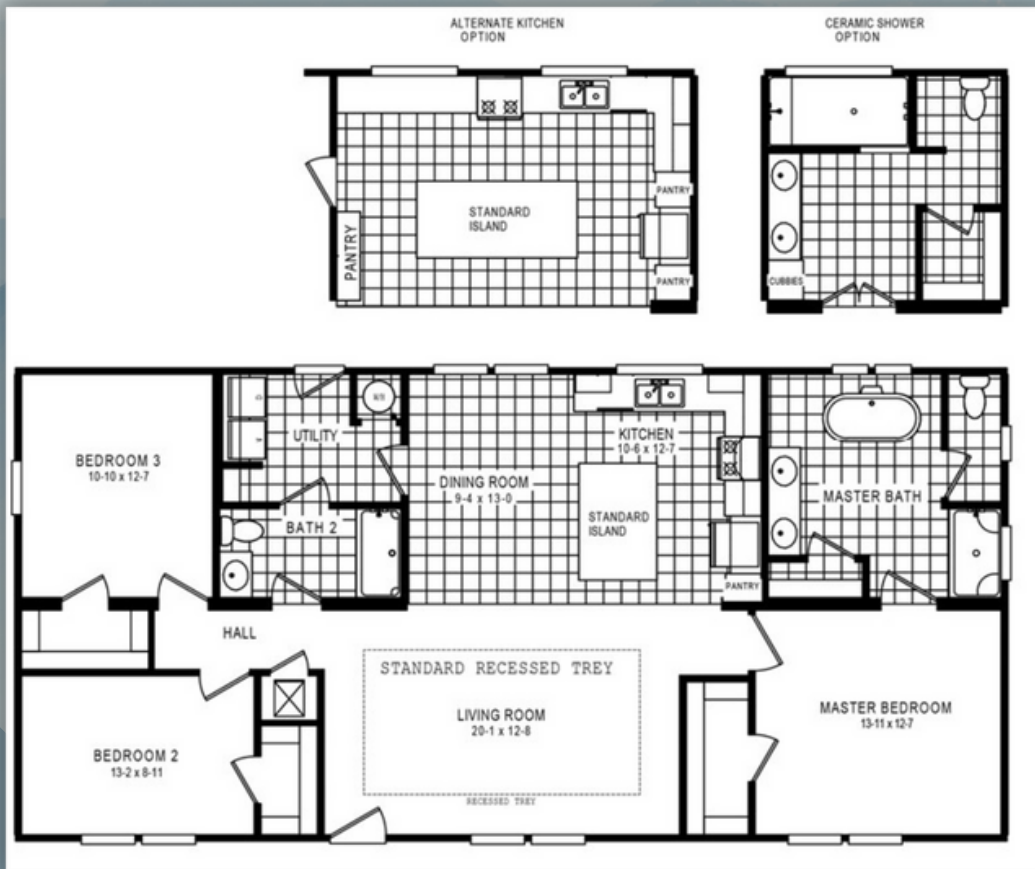 ALTERNATE KITCHEN
OPTION
CERAMIC SHOWER
OPTION
STANDARD
ISLAND
PANTRY
PANTRY
PANTRY
CUBBIES
BEDROOM 3
10-10 x 12-7
D
UTILITY
BATH 2
DINING ROOM
9-4 x 13-0
KITCHEN
10-6 x 12-7
STANDARD
ISLAND
PANTRY
MASTER BATH
HALL
STANDARD RECESSED TREY
LIVING ROOM
20-1 x 12-8
RECESSED TREY
BEDROOM 2
13-2 x 8-11
MASTER BEDROOM
13-11 x 12-7